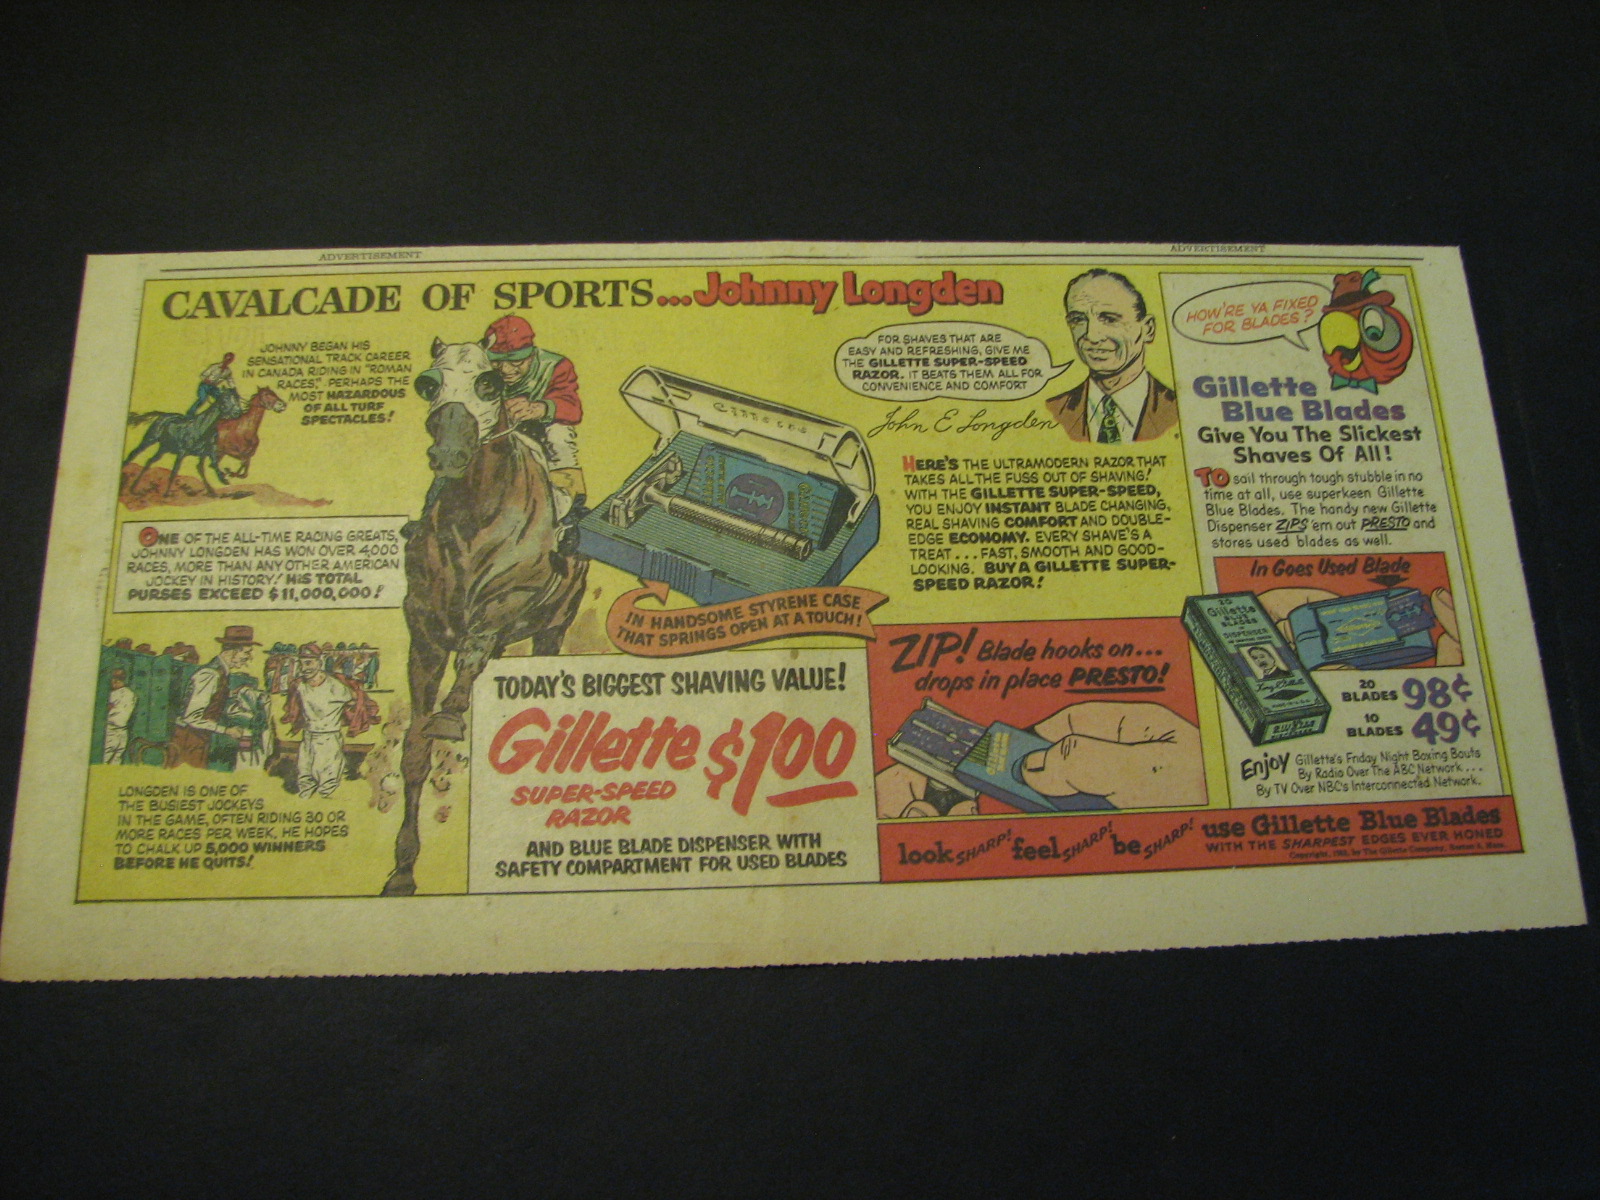 ADVERTISEMENT
ADVERTISEMENT
CAVALCADE OF SPORTS...Johnny Longden
JOHNNY BEGAN HIS
SENSATIONAL TRACK CAREER
IN CANADA RIDING IN "ROMAN
RACES," PERHAPS THE
MOST HAZARDOUS
OF ALL TURF
SPECTACLES!
ONE OF THE ALL-TIME RACING GREATS,
JOHNNY LONGDEN HAS WON OVER 4,000
RACES, MORE THAN ANY OTHER AMERICAN
JOCKEY IN HISTORY! HIS TOTAL
PURSES EXCEED $11,000,000!
LONGDEN IS ONE OF
THE BUSIEST JOCKEYS
IN THE GAME, OFTEN RIDING 30 OR
MORE RACES PER WEEK. HE HOPES
TO CHALK UP 5,000 WINNERS
BEFORE HE QUITS!
Gillette
IN HANDSOME STYRENE CASE
THAT SPRINGS OPEN AT A TOUCH!
TODAY'S BIGGEST SHAVING VALUE!
Gillette $1.00
SUPER-SPEED
RAZOR
AND BLUE BLADE DISPENSER WITH
SAFETY COMPARTMENT FOR USED BLADES
FOR SHAVES THAT ARE
EASY AND REFRESHING, GIVE ME
THE GILLETTE SUPER-SPEED
RAZOR. IT BEATS THEM ALL FOR
CONVENIENCE AND COMFORT
John E Longden
HERE'S THE ULTRAMODERN RAZOR THAT
TAKES ALL THE FUSS OUT OF SHAVING!
WITH THE GILLETTE SUPER-SPEED,
YOU ENJOY INSTANT BLADE CHANGING,
REAL SHAVING COMFORT AND DOUBLE-
EDGE ECONOMY. EVERY SHAVE'S A
TREAT...FAST, SMOOTH AND GOOD-
LOOKING. BUY A GILLETTE SUPER-
SPEED RAZOR!
ZIP! Blade hooks on...
drops in place PRESTO!
HOW'RE YA FIXED
FOR BLADES?
Gillette
Blue Blades
Give You The Slickest
Shaves Of All!
TO sail through tough stubble in no
time at all, use superkeen Gillette
Blue Blades. The handy new Gillette
Dispenser ZIPS 'em out PRESTO and
stores used blades as well.
In Goes Used Blade
20
Gillette
BLUE
BLADES
DISPENSER
20
BLADES 98¢
10
BLADES 49¢
Enjoy Gillette's Friday Night Boxing Bouts
By Radio Over The ABC Network...
By TV Over NBC's Interconnected Network.
look SHARP! feel SHARP! be SHARP! use Gillette Blue Blades
WITH THE SHARPEST EDGES EVER HONED